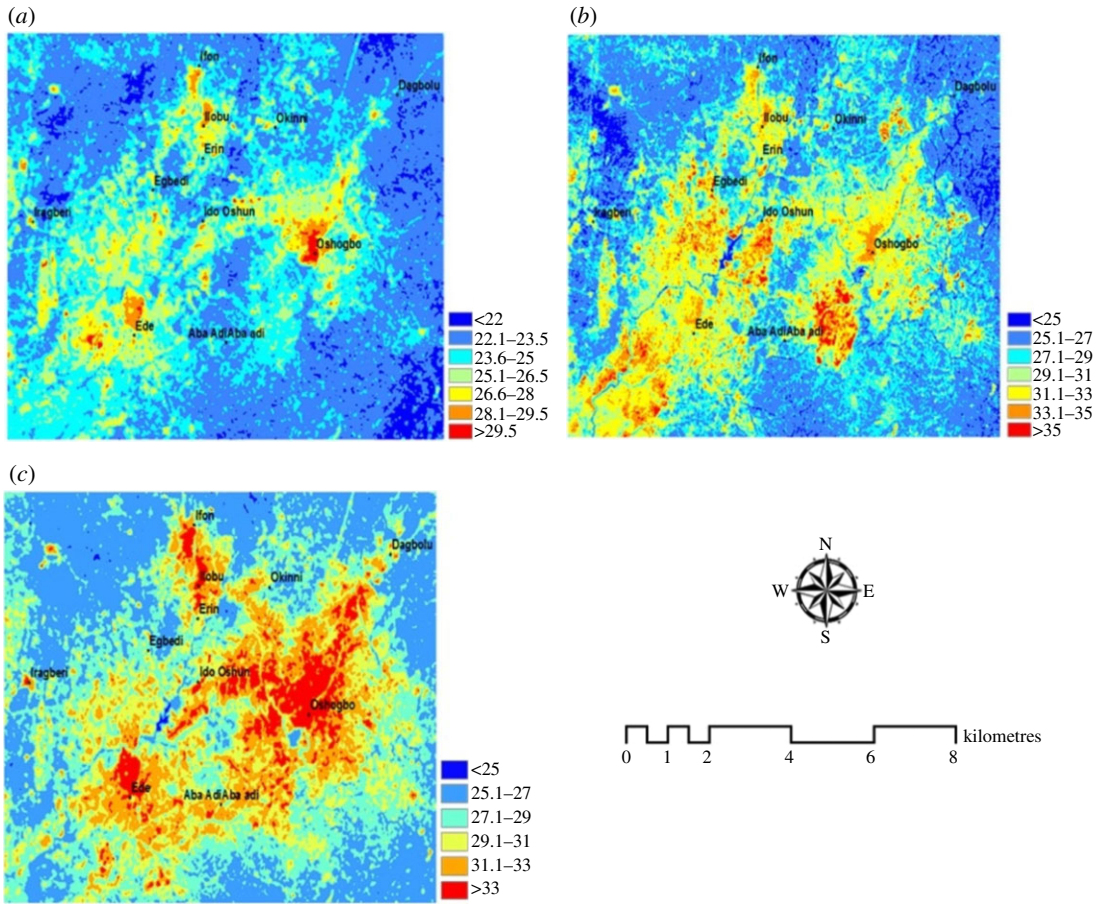 (a)
Ifon
Dagbolu
Ilobu
Okinni
Erin
Egbedi
Iragberi
Ido Oshun
Oshogbo
Ede
Aba AdiAba adi
<22
22.1–23.5
23.6–25
25.1–26.5
26.6–28
28.1–29.5
>29.5
(b)
Ifon
Dagbolu
Ilobu
Okinni
Erin
Egbedi
Iragberi
Ido Oshun
Oshogbo
Ede
Aba AdiAba adi
<25
25.1–27
27.1–29
29.1–31
31.1–33
33.1–35
>35
(c)
Ifon
Dagbolu
Ilobu
Okinni
Erin
Egbedi
Iragberi
Ido Oshun
Oshogbo
Ede
Aba AdiAba adi
<25
25.1–27
27.1–29
29.1–31
31.1–33
>33
N
W E
S
kilometres
0 1 2 4 6 8